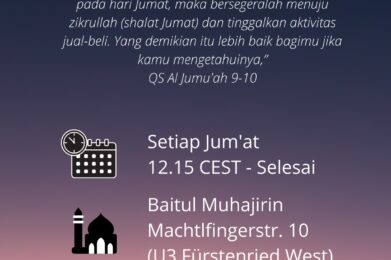 pada hari Jumat, maka bersegeralah menuju
zikrullah (shalat Jumat) dan tinggalkan aktivitas
jual-beli. Yang demikian itu lebih baik bagimu jika
kamu mengetahuinya,”
QS Al Jumu'ah 9-10
Setiap Jum'at
12.15 CEST - Selesai
Baitul Muhajirin
Machtlfingerstr. 10
(U3 Fürstenried West)